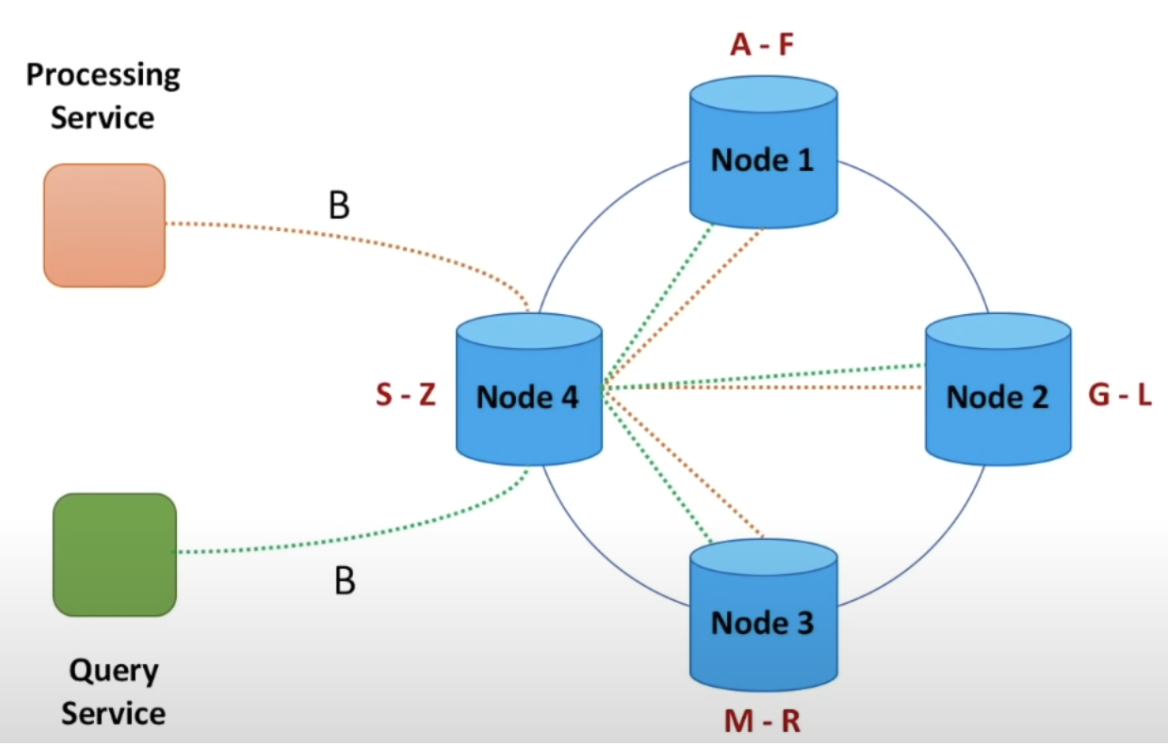 A - F
Processing
Service
Node 1
B
S - Z
Node 4
Node 2
G - L
B
Node 3
Query
Service
M - R